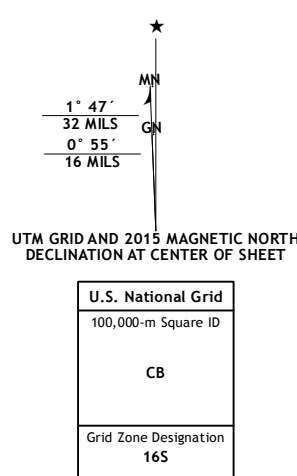 MN
1° 47´
32 MILS
GN
0° 55´
16 MILS
UTM GRID AND 2015 MAGNETIC NORTH
DECLINATION AT CENTER OF SHEET
U.S. National Grid
100,000-m Square ID
CB
Grid Zone Designation
16S